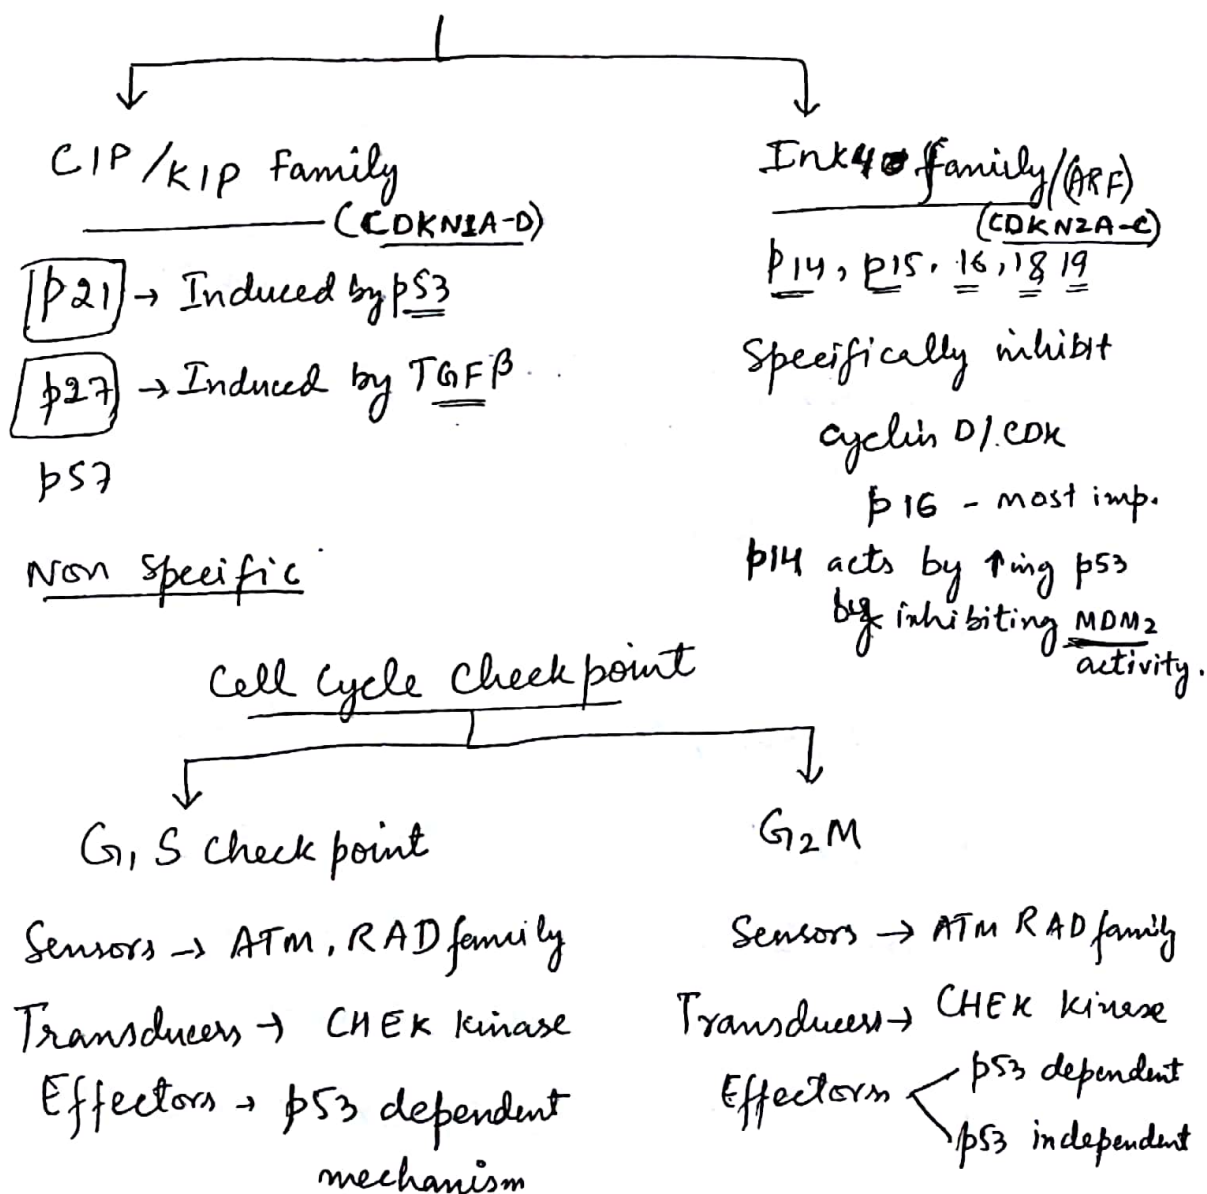 CIP/KIP Family
(CDKN1A-D)
p21 → Induced by p53
p27 → Induced by TGFβ..
p57
Non Specific
Ink4 family/(ARF)
(CDKN2A-C)
p14, p15, 16, 18 19
Specifically inhibit
cyclin D/CDK
p16 - most imp.
p14 acts by ↑ing p53
by inhibiting MDM2
activity.
Cell Cycle Checkpoint
G1S Checkpoint
Sensors → ATM, RAD family
Transducers → CHEK kinase
Effectors → p53 dependent
mechanism
G2M
Sensors → ATM RAD family
Transducers → CHEK kinase
Effectors
p53 dependent
p53 independent